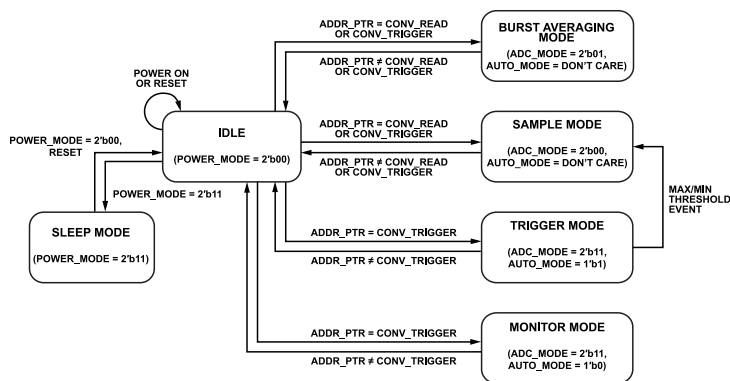 ADDR_PTR = CONV_READ
OR CONV_TRIGGER
ADDR_PTR ≠ CONV_READ
OR CONV_TRIGGER
BURST AVERAGING
MODE
(ADC_MODE = 2'b01,
AUTO_MODE = DON'T CARE)
POWER ON
OR RESET
IDLE
(POWER_MODE = 2'b00)
ADDR_PTR = CONV_READ
OR CONV_TRIGGER
ADDR_PTR ≠ CONV_READ
OR CONV_TRIGGER
SAMPLE MODE
(ADC_MODE = 2'b00,
AUTO_MODE = DON'T CARE)
POWER_MODE = 2'b00,
RESET
POWER_MODE = 2'b11
MAX/MIN
THRESHOLD
EVENT
SLEEP MODE
(POWER_MODE = 2'b11)
ADDR_PTR = CONV_TRIGGER
ADDR_PTR ≠ CONV_TRIGGER
TRIGGER MODE
(ADC_MODE = 2'b11,
AUTO_MODE = 1'b1)
ADDR_PTR = CONV_TRIGGER
ADDR_PTR ≠ CONV_TRIGGER
MONITOR MODE
(ADC_MODE = 2'b11,
AUTO_MODE = 1'b0)